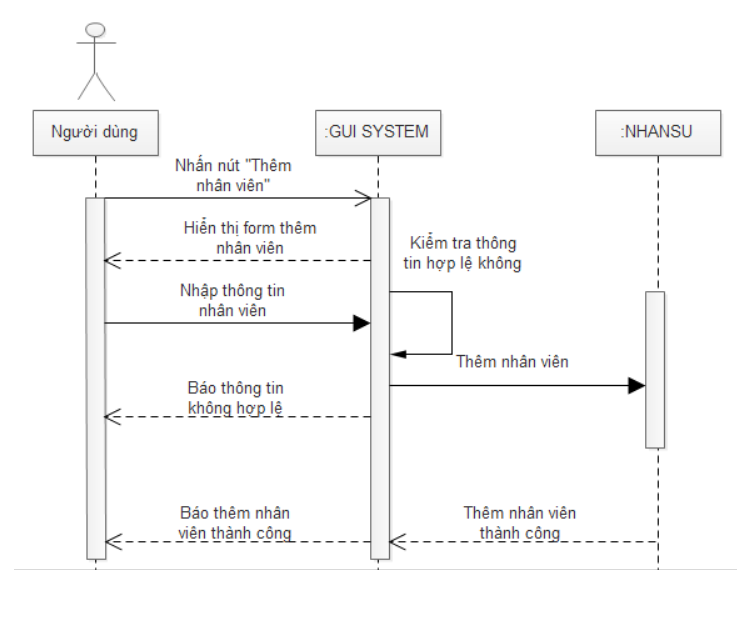 Người dùng
:GUI SYSTEM
:NHANSU
Nhấn nút "Thêm
nhân viên"
Hiển thị form thêm
nhân viên
Kiểm tra thông
tin hợp lệ không
Nhập thông tin
nhân viên
Thêm nhân viên
Báo thông tin
không hợp lệ
Báo thêm nhân
viên thành công
Thêm nhân viên
thành công